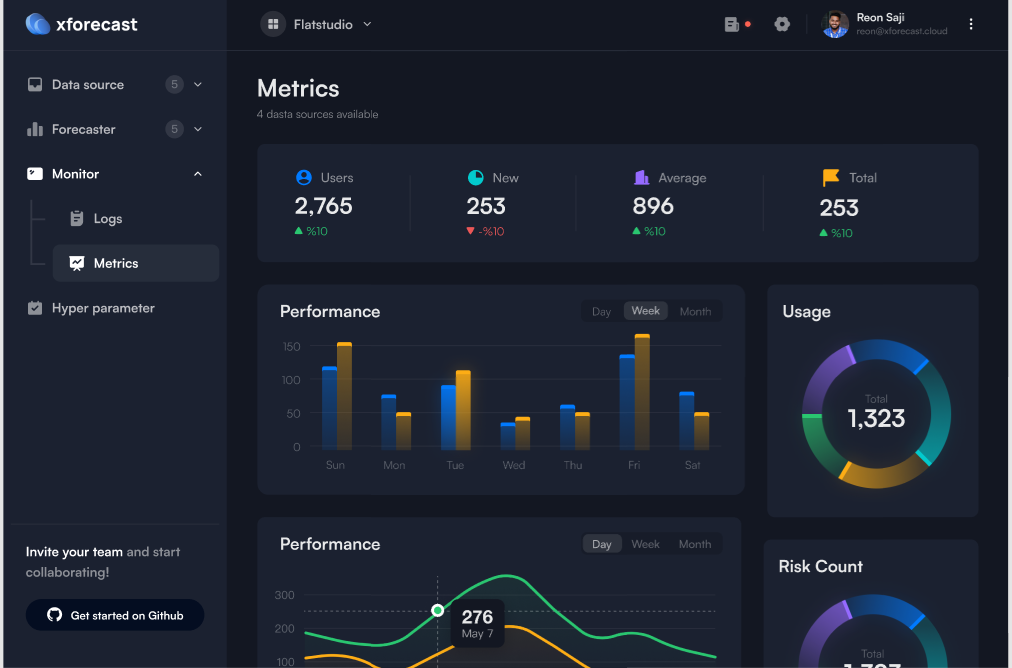 xforecast
Flatstudio
Reon Saji
reon@xforecast.cloud
Data source 5
Forecaster 5
Monitor
Logs
Metrics
Hyper parameter
Invite your team and start
collaborating!
Get started on Github
Metrics
4 dasta sources available
Users
2,765
%10
New
253
-%10
Average
896
%10
Total
253
%10
Performance
Day Week Month
150
100
50
0
Sun Mon Tue Wed Thu Fri Sat
Usage
Total
1,323
Performance
Day Week Month
300
200
100
276
May 7
Risk Count
Total